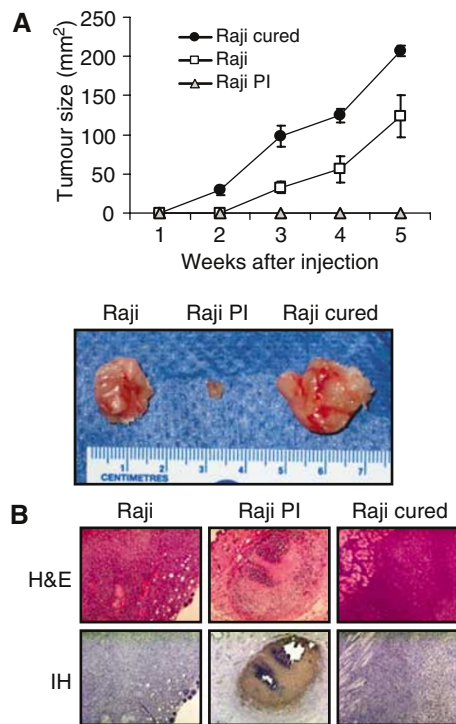 A
Tumour size (mm²)
250
200
150
100
50
0
Raji cured
Raji
Raji PI
1 2 3 4 5
Weeks after injection
Raji Raji PI Raji cured
1 2 3 4 5 6 7
CENTIMETRES
B
Raji Raji PI Raji cured
H&E
IH